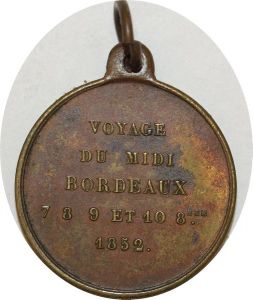 VOYAGE
DU MIDI
BORDEAUX
7 8 9 ET 10 8.BRE
1852.